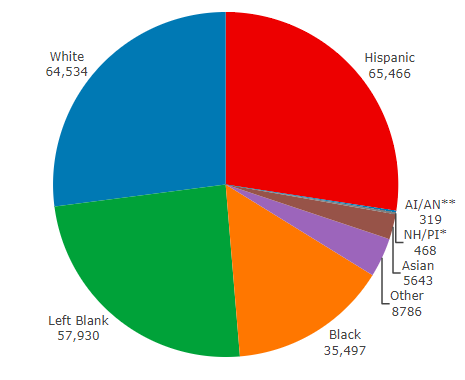 White
64,534
Hispanic
65,466
AI/AN**
319
NH/PI*
468
Asian
5643
Other
8786
Left Blank
57,930
Black
35,497